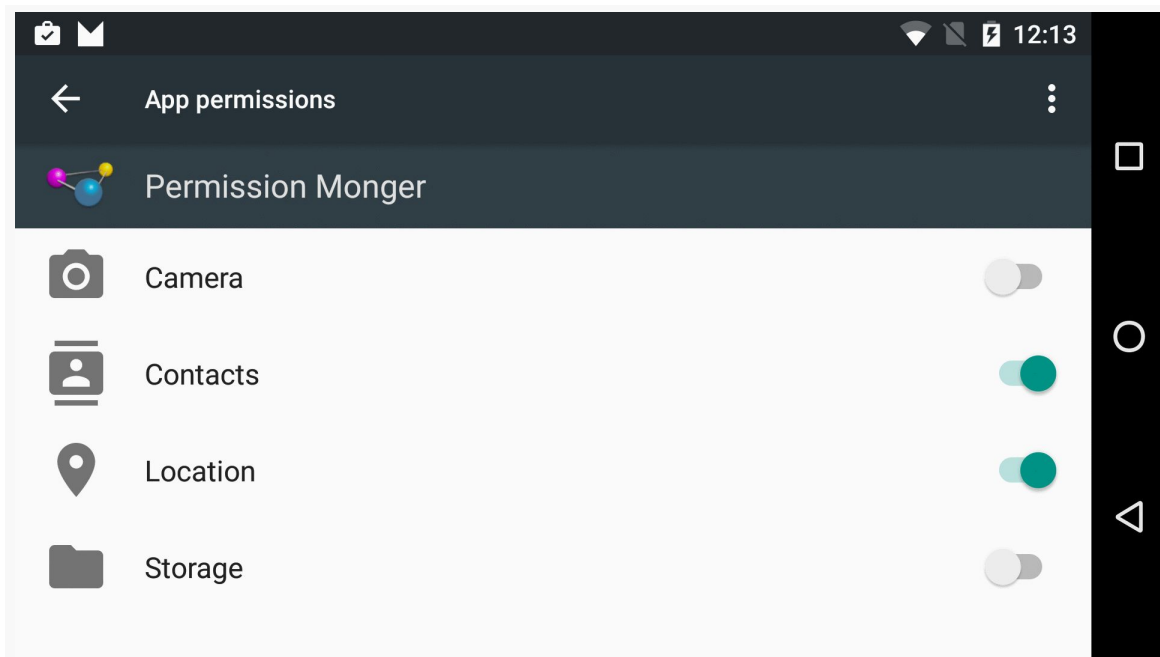 12:13
App permissions
Permission Monger
Camera
Contacts
Location
Storage